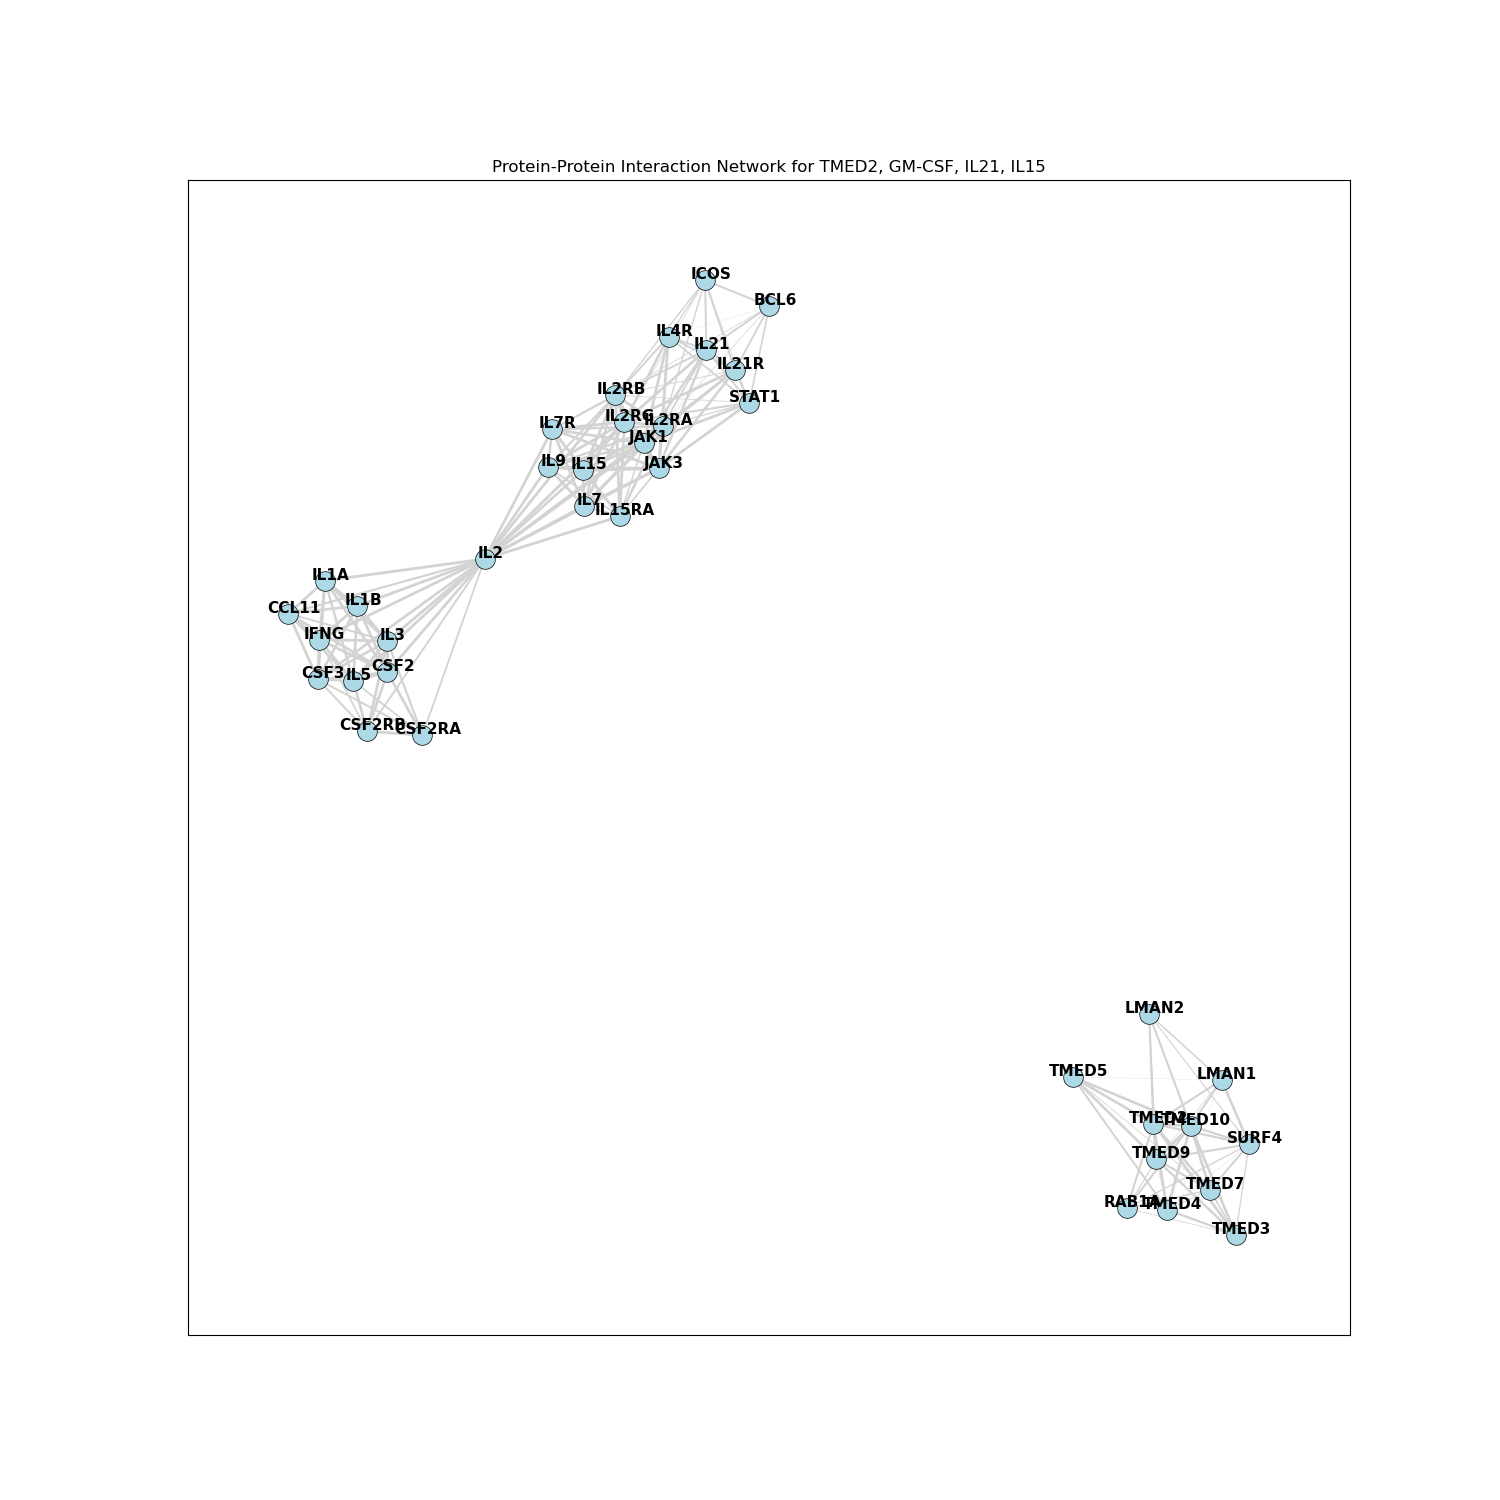 Protein-Protein Interaction Network for TMED2, GM-CSF, IL21, IL15
ICOS
BCL6
IL4R
IL21
IL21R
IL2RB
STAT1
IL2RG
IL2RA
IL7R
JAK1
IL9
IL15
JAK3
IL7
IL15RA
IL2
IL1A
IL1B
CCL11
IFNG
IL3
CSF2
CSF3
IL5
CSF2RB
CSF2RA
LMAN2
TMED5
LMAN1
TMED2
TMED10
SURF4
TMED9
TMED7
RAB1A
TMED4
TMED3